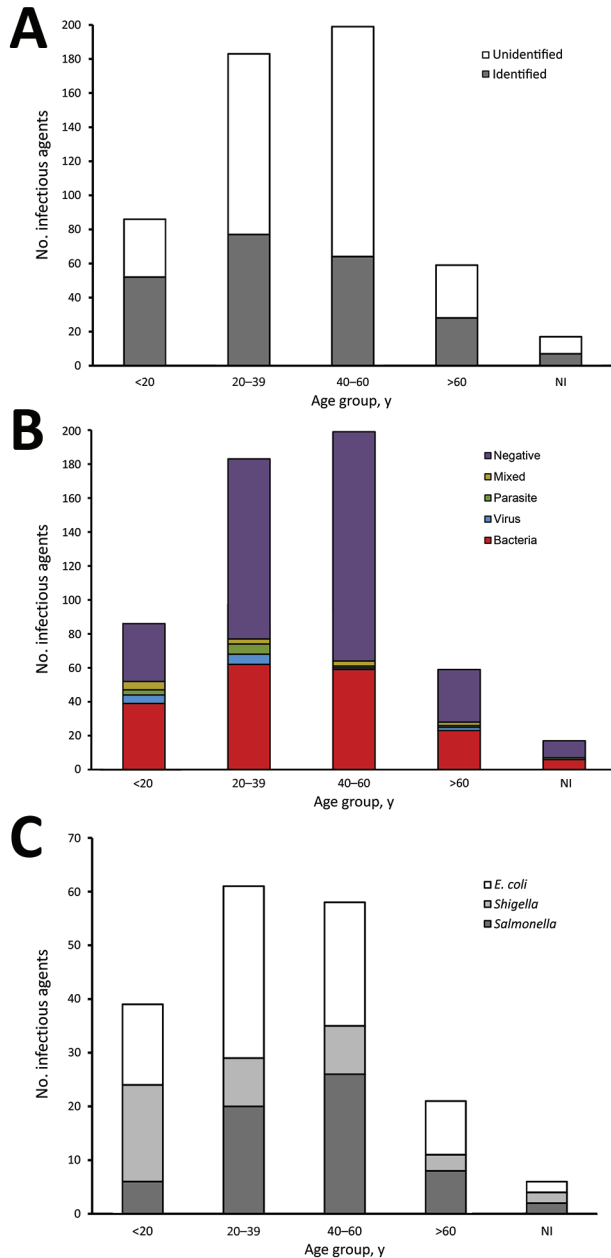 A
200
180
160
140
120
100
80
60
40
20
0
No. infectious agents
Unidentified
Identified
<20 20–39 40–60 >60 NI
Age group, y
B
200
180
160
140
120
100
80
60
40
20
0
No. infectious agents
Negative
Mixed
Parasite
Virus
Bacteria
<20 20–39 40–60 >60 NI
Age group, y
C
70
60
50
40
30
20
10
0
No. infectious agents
E. coli
Shigella
Salmonella
<20 20–39 40–60 >60 NI
Age group, y